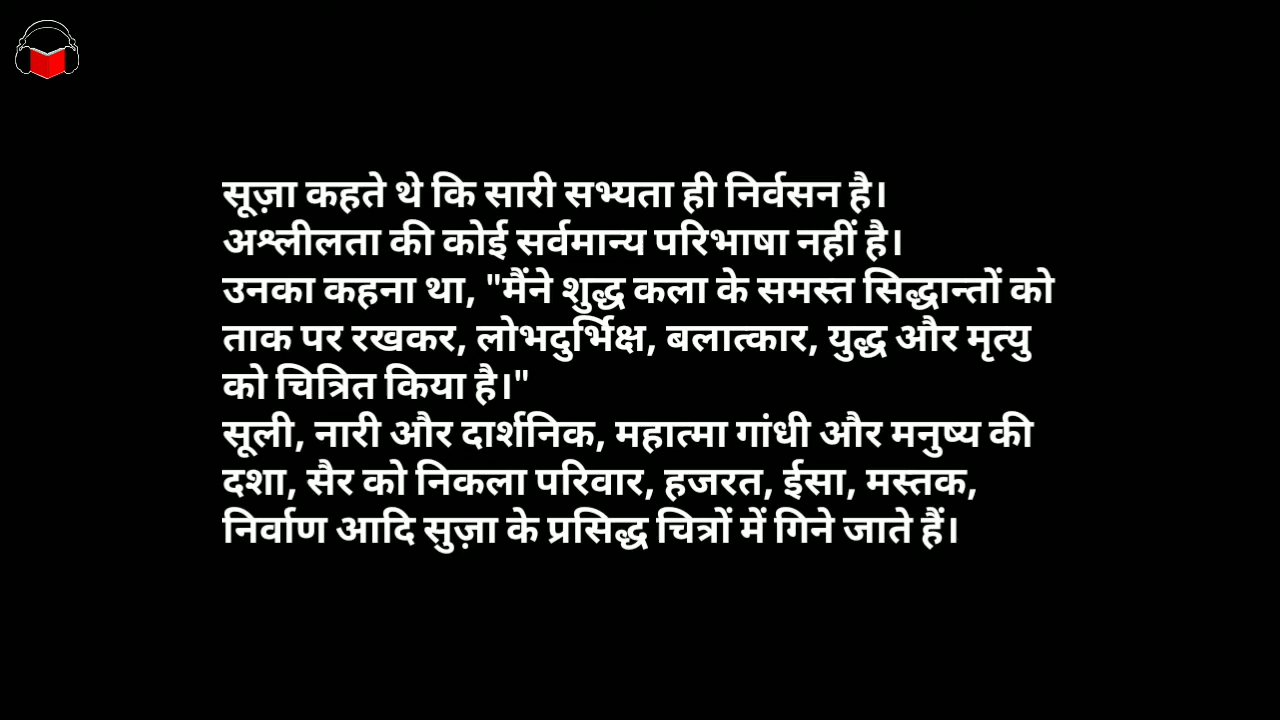 सूज़ा कहते थे कि सारी सभ्यता ही निर्वसन है।
अश्लीलता की कोई सर्वमान्य परिभाषा नहीं है।
उनका कहना था, "मैंने शुद्ध कला के समस्त सिद्धान्तों को
ताक पर रखकर, लोभदुर्भिक्ष, बलात्कार, युद्ध और मृत्यु
को चित्रित किया है।"
सूली, नारी और दार्शनिक, महात्मा गांधी और मनुष्य की
दशा, सैर को निकला परिवार, हजरत, ईसा, मस्तक,
निर्वाण आदि सुज़ा के प्रसिद्ध चित्रों में गिने जाते हैं।